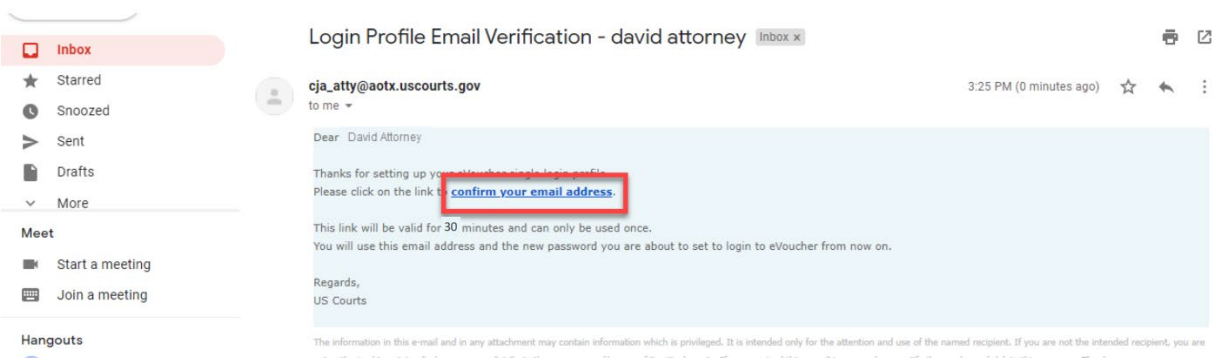 Login Profile Email Verification - david attorney Inbox x
Inbox
Starred
Snoozed
Sent
Drafts
More
Meet
Start a meeting
Join a meeting
Hangouts
cja_atty@aotx.uscourts.gov
3:25 PM (0 minutes ago)
to me
Dear David Attorney
Thanks for setting up your eVoucher single login profile.
Please click on the link to confirm your email address.
This link will be valid for 30 minutes and can only be used once.
You will use this email address and the new password you are about to set to login to eVoucher from now on.
Regards,
US Courts
The information in this e-mail and in any attachment may contain information which is privileged. It is intended only for the attention and use of the named recipient. If you are not the intended recipient, you are